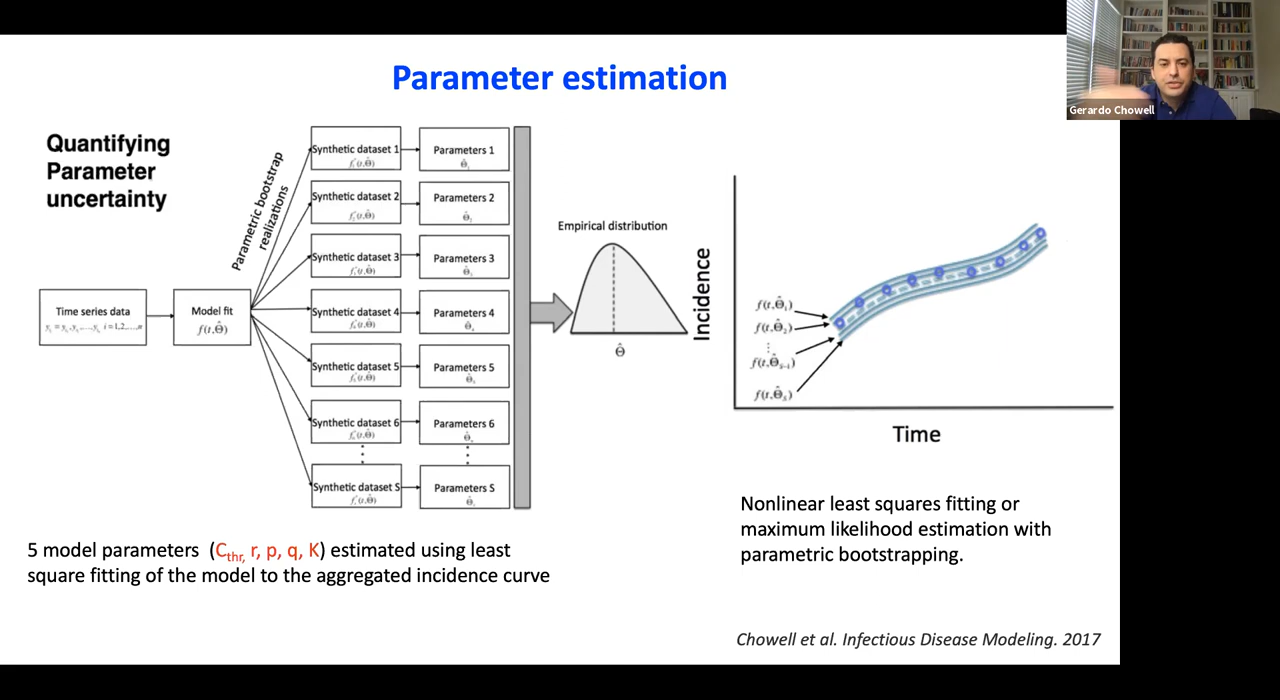 Parameter estimation
Gerardo Chowell
Quantifying
Parameter
uncertainty
Parametric bootstrap
realizations
Time series data
Model fit
f(t,Θ̂)
Synthetic dataset 1
Parameters 1
Synthetic dataset 2
Parameters 2
Synthetic dataset 3
Parameters 3
Synthetic dataset 4
Parameters 4
Synthetic dataset 5
Parameters 5
Synthetic dataset 6
Parameters 6
Synthetic dataset S
Parameters S
Empirical distribution
Θ̂
Incidence
f(t,Θ̂₁)
f(t,Θ̂₂)
f(t,Θ̂ₛ₋₁)
f(t,Θ̂ₛ)
Time
5 model parameters (Cthr, r, p, q, K) estimated using least
square fitting of the model to the aggregated incidence curve
Nonlinear least squares fitting or
maximum likelihood estimation with
parametric bootstrapping.
Chowell et al. Infectious Disease Modeling. 2017